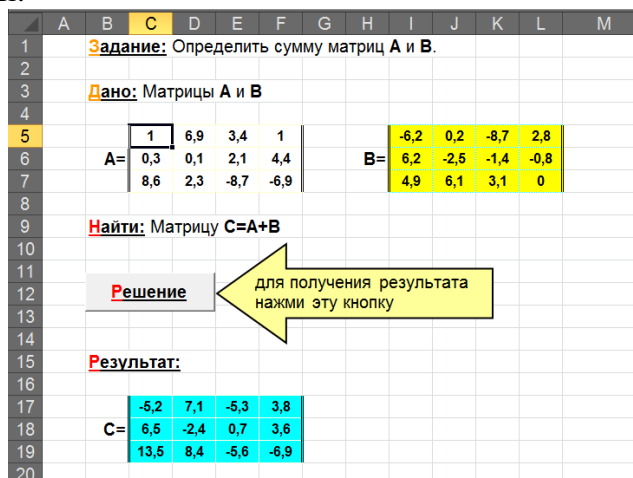 A B C D E F G H I J K L M
1 Задание: Определить сумму матриц А и В.
2
3 Дано: Матрицы А и В
4
5 1 6,9 3,4 1 -6,2 0,2 -8,7 2,8
6 А= 0,3 0,1 2,1 4,4 В= 6,2 -2,5 -1,4 -0,8
7 8,6 2,3 -8,7 -6,9 4,9 6,1 3,1 0
8
9 Найти: Матрицу С=А+В
10
11 для получения результата
12 Решение нажми эту кнопку
13
14
15 Результат:
16
17 -5,2 7,1 -5,3 3,8
18 С= 6,5 -2,4 0,7 3,6
19 13,5 8,4 -5,6 -6,9
20